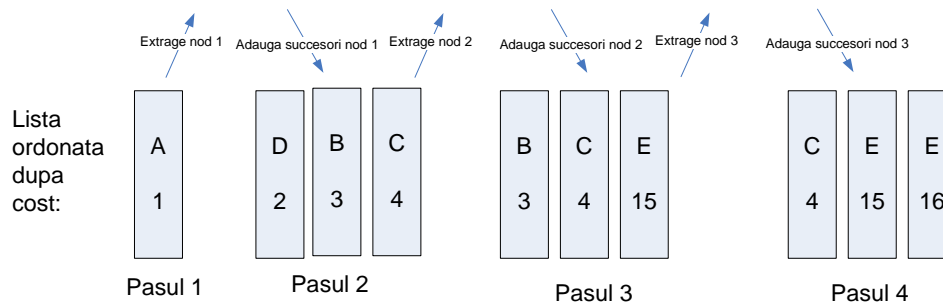 Extrage nod 1
Adauga succesori nod 1
Extrage nod 2
Adauga succesori nod 2
Extrage nod 3
Adauga succesori nod 3
Lista
ordonata
dupa
cost:
A
1
D
2
B
3
C
4
B
3
C
4
E
15
C
4
E
15
E
16
Pasul 1
Pasul 2
Pasul 3
Pasul 4